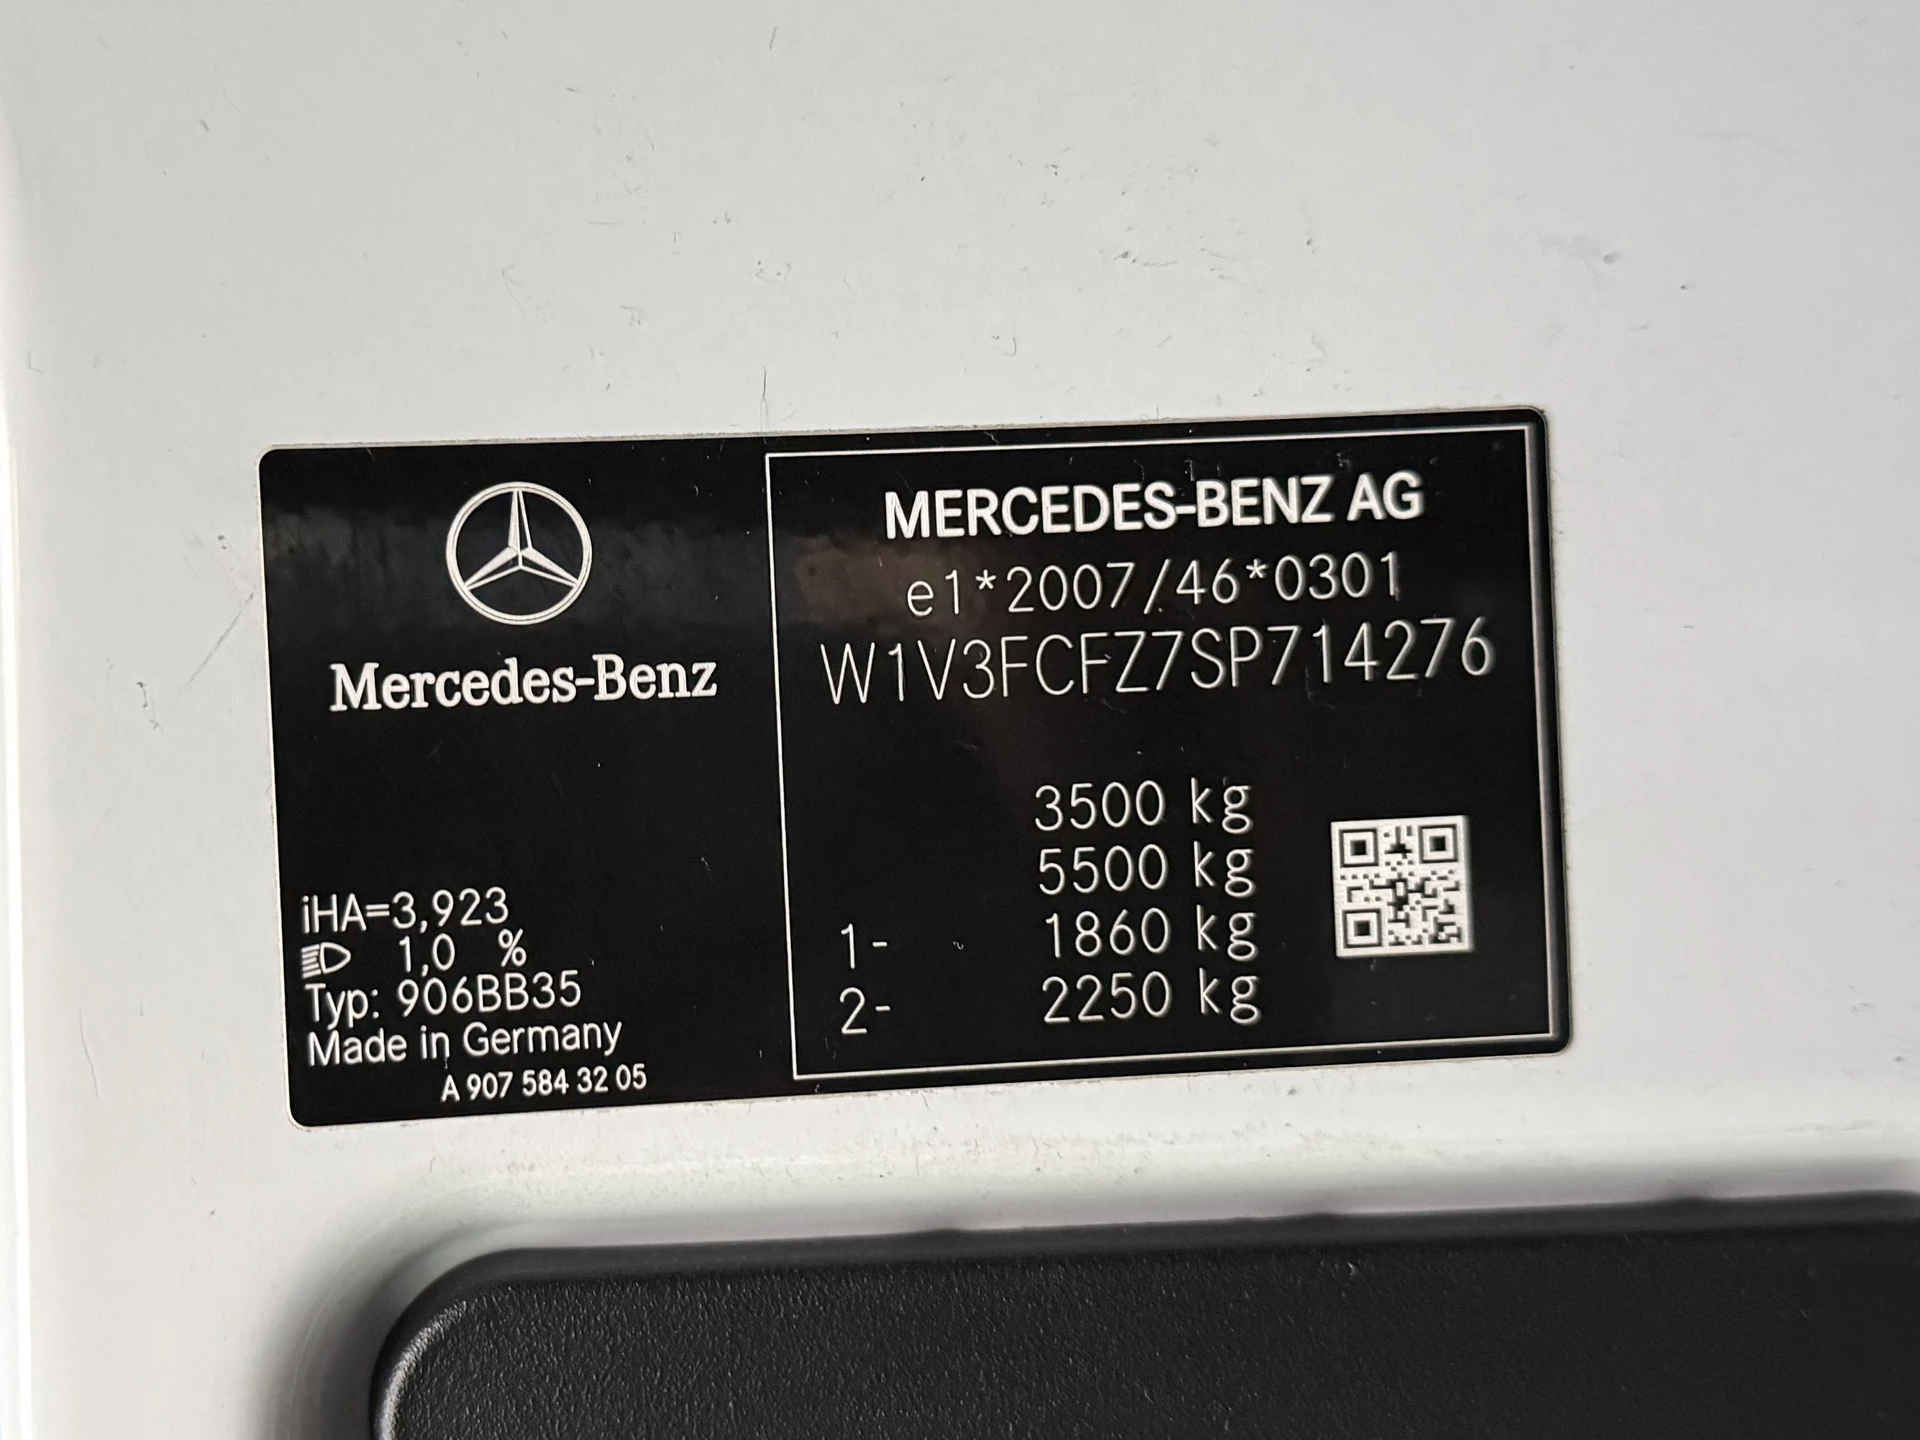 Mercedes-Benz
iHA=3,923
1,0 %
Typ: 906BB35
Made in Germany
A 907 584 32 05
MERCEDES-BENZ AG
e1*2007/46*0301
W1V3FCFZ7SP714276
3500 kg
5500 kg
1- 1860 kg
2- 2250 kg